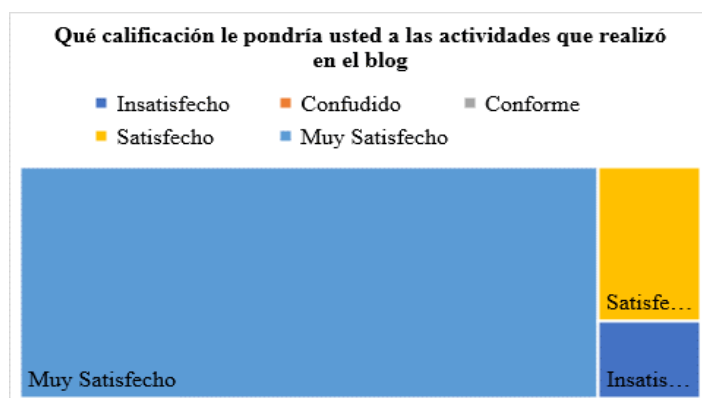 Qué calificación le pondría usted a las actividades que realizó
en el blog
Insatisfecho Confudido Conforme
Satisfecho Muy Satisfecho
Satisfe...
Muy Satisfecho Insatis...